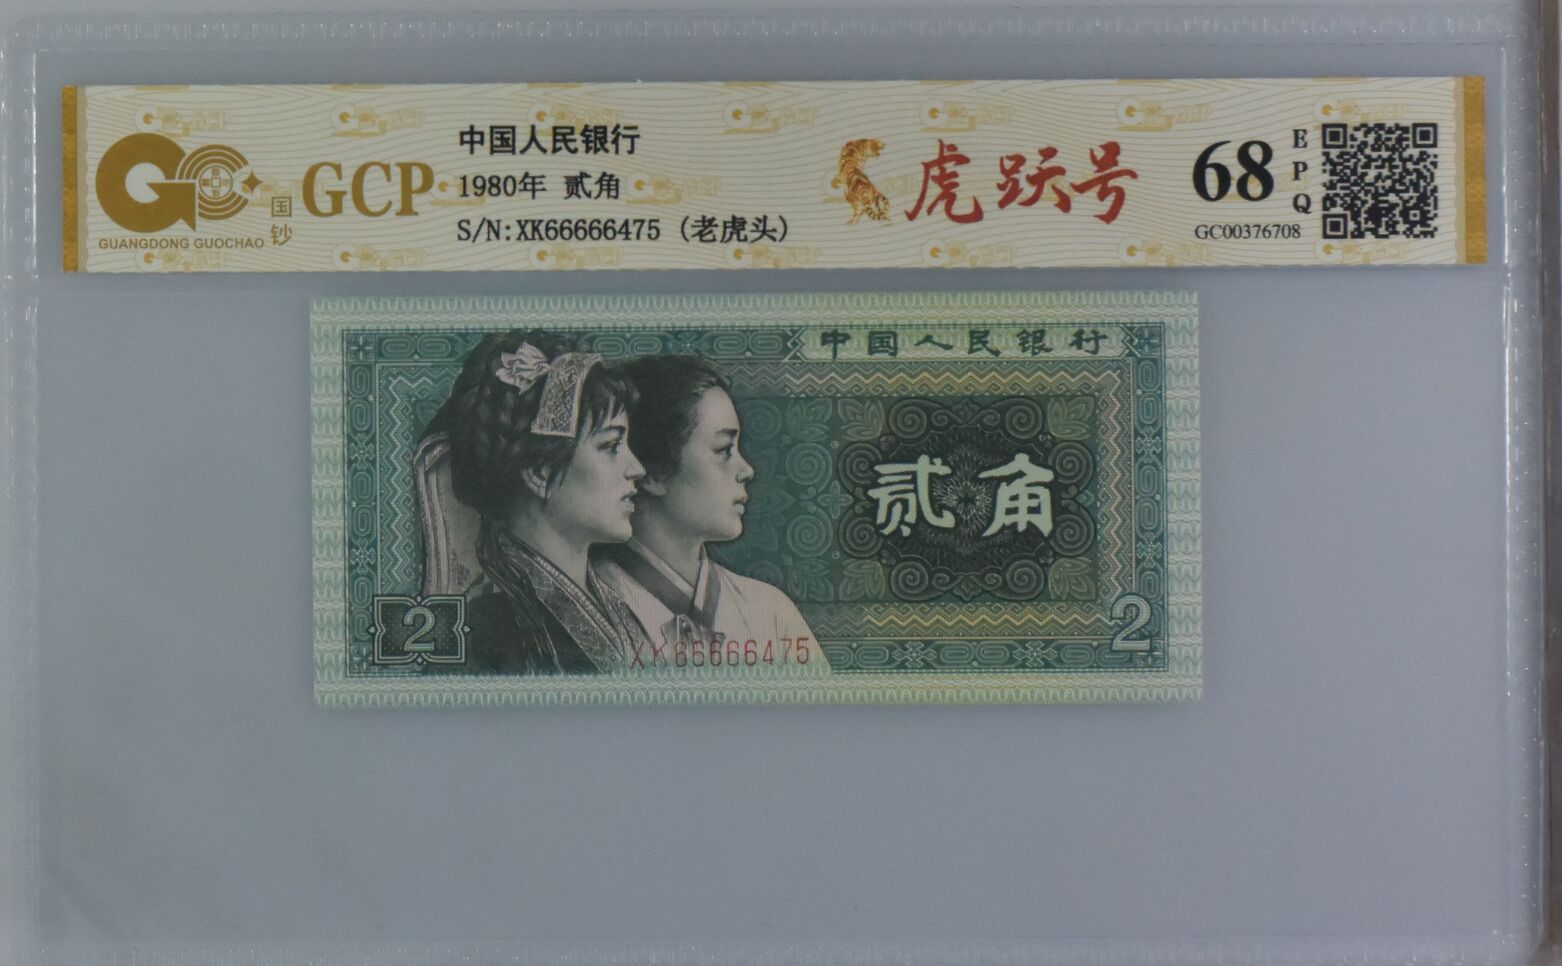 GUANGDONG GUOCHAO
国钞
GCP
中国人民银行
1980年 贰角
S/N:XK66666475 (老虎头)
虎跃号
68
EPQ
GC00376708
中国人民银行
贰角
2
2
XK66666475